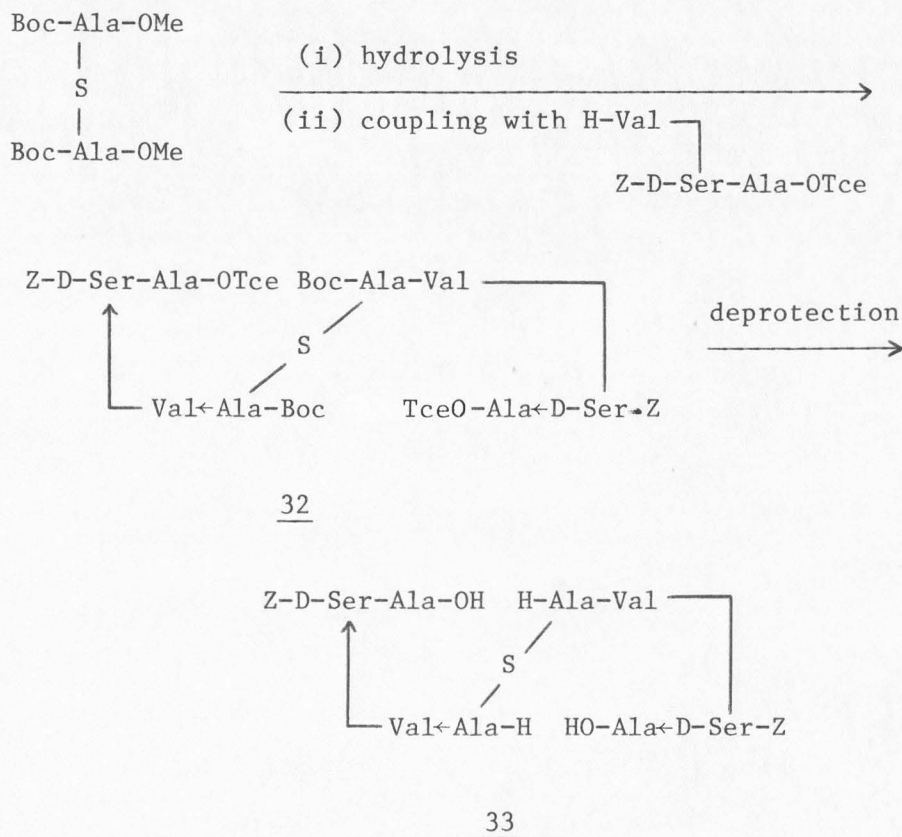 Boc-Ala-OMe
S
Boc-Ala-OMe
(i) hydrolysis
(ii) coupling with H-Val
Z-D-Ser-Ala-OTce
Z-D-Ser-Ala-OTce Boc-Ala-Val
S
Val←Ala-Boc TceO-Ala←D-Ser-Z
deprotection
32
Z-D-Ser-Ala-OH H-Ala-Val
S
Val←Ala-H HO-Ala←D-Ser-Z
33